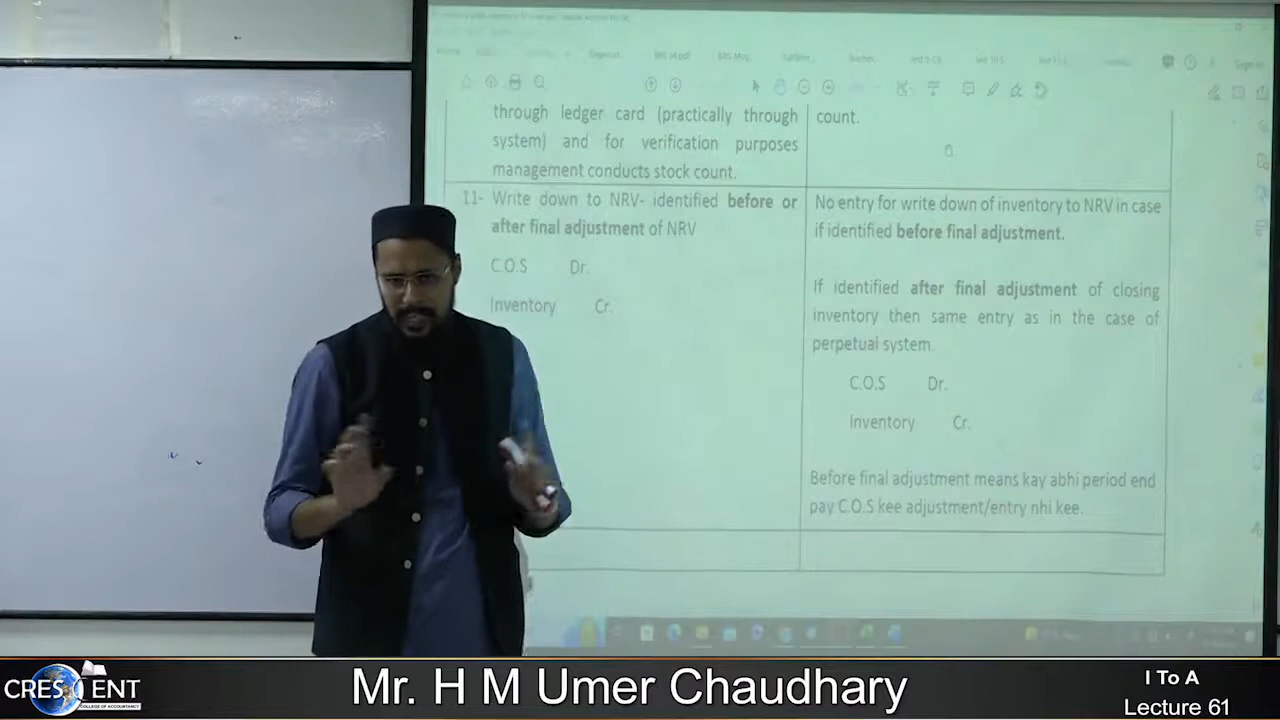 through ledger card (practically through
system) and for verification purposes
management conducts stock count.
count.
11- Write down to NRV- identified before or
after final adjustment of NRV
C.O.S Dr.
Inventory Cr.
No entry for write down of inventory to NRV in case
if identified before final adjustment.
If identified after final adjustment of closing
inventory then same entry as in the case of
perpetual system.
C.O.S Dr.
Inventory Cr.
Before final adjustment means kay abhi period end
pay C.O.S kee adjustment/entry nhi kee.
CRESCENT
COLLEGE OF ACCOUNTANCY
Mr. H M Umer Chaudhary
I To A
Lecture 61